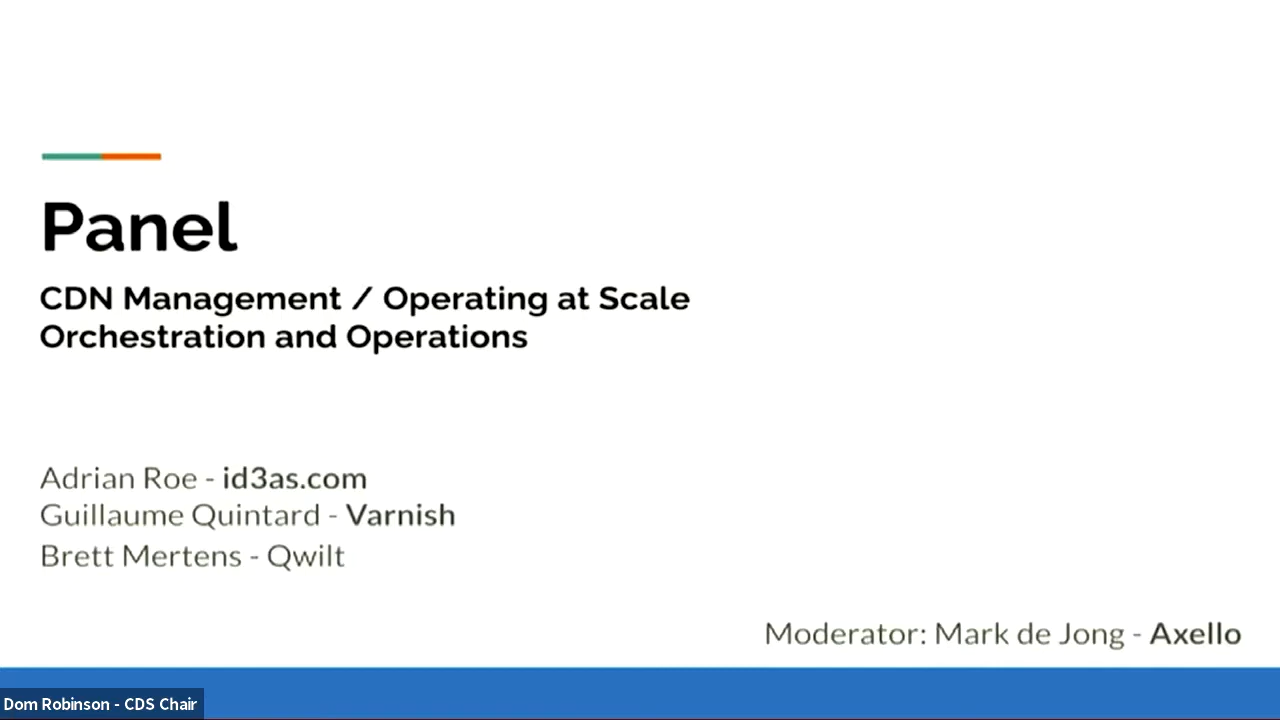 Panel
CDN Management / Operating at Scale
Orchestration and Operations
Adrian Roe - id3as.com
Guillaume Quintard - Varnish
Brett Mertens - Qwilt
Moderator: Mark de Jong - Axello
Dom Robinson - CDS Chair